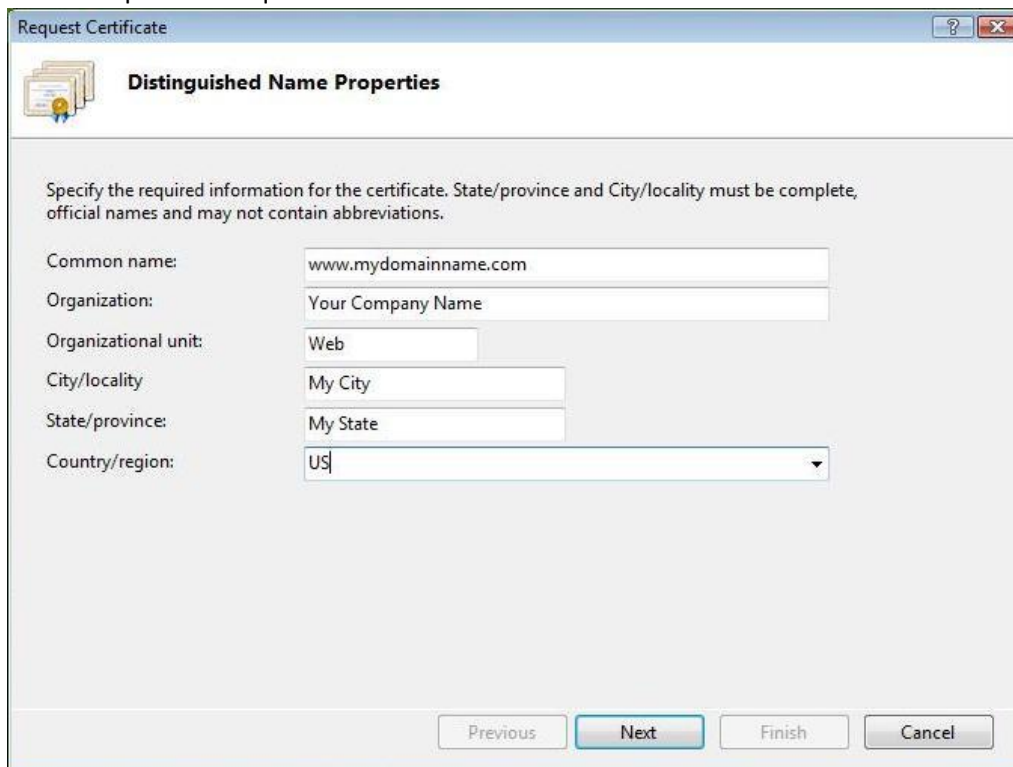 Request Certificate
Distinguished Name Properties
Specify the required information for the certificate. State/province and City/locality must be complete,
official names and may not contain abbreviations.
Common name: www.mydomainname.com
Organization: Your Company Name
Organizational unit: Web
City/locality My City
State/province: My State
Country/region: US
Previous Next Finish Cancel